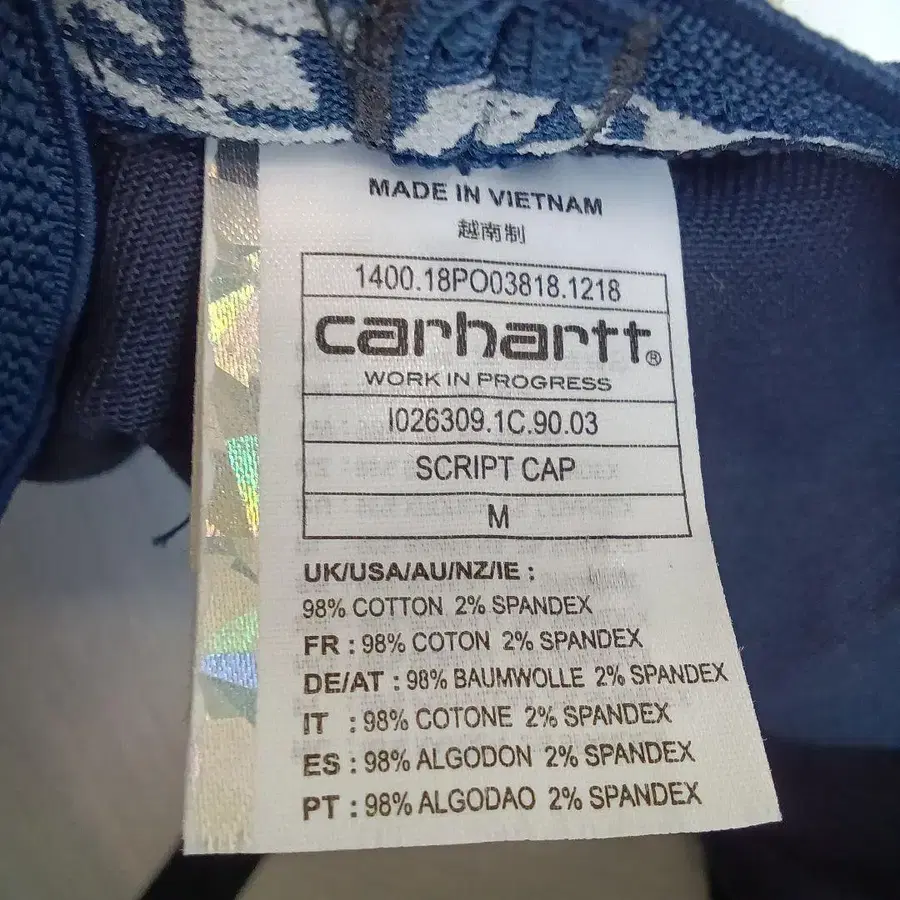 MADE IN VIETNAM
越南制
1400.18PO03818.1218
carhartt®
WORK IN PROGRESS
I026309.1C.90.03
SCRIPT CAP
M
UK/USA/AU/NZ/IE :
98% COTTON 2% SPANDEX
FR : 98% COTON 2% SPANDEX
DE/AT : 98% BAUMWOLLE 2% SPANDEX
IT : 98% COTONE 2% SPANDEX
ES : 98% ALGODON 2% SPANDEX
PT : 98% ALGODAO 2% SPANDEX